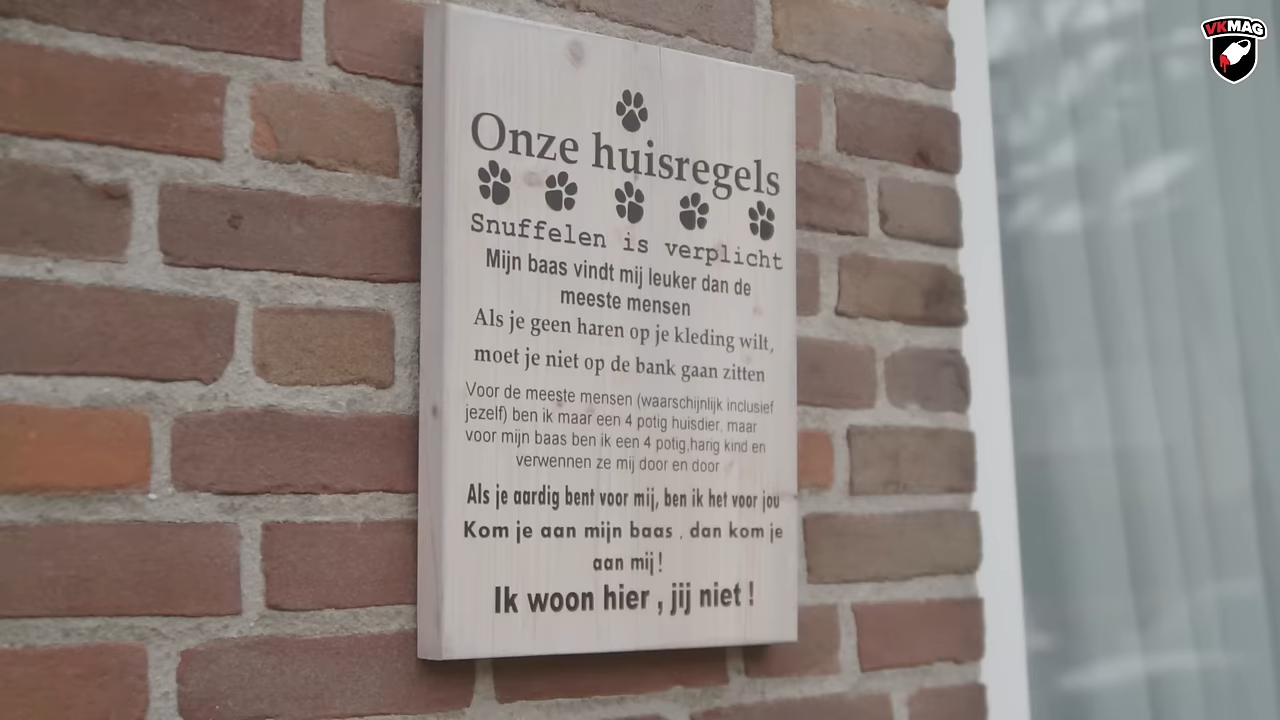 VKMAG
Onze huisregels
Snuffelen is verplicht
Mijn baas vindt mij leuker dan de
meeste mensen
Als je geen haren op je kleding wilt,
moet je niet op de bank gaan zitten
Voor de meeste mensen (waarschijnlijk inclusief
jezelf) ben ik maar een 4 potig huisdier, maar
voor mijn baas ben ik een 4 potig,harig kind en
verwennen ze mij door en door
Als je aardig bent voor mij, ben ik het voor jou
Kom je aan mijn baas , dan kom je
aan mij !
Ik woon hier , jij niet !